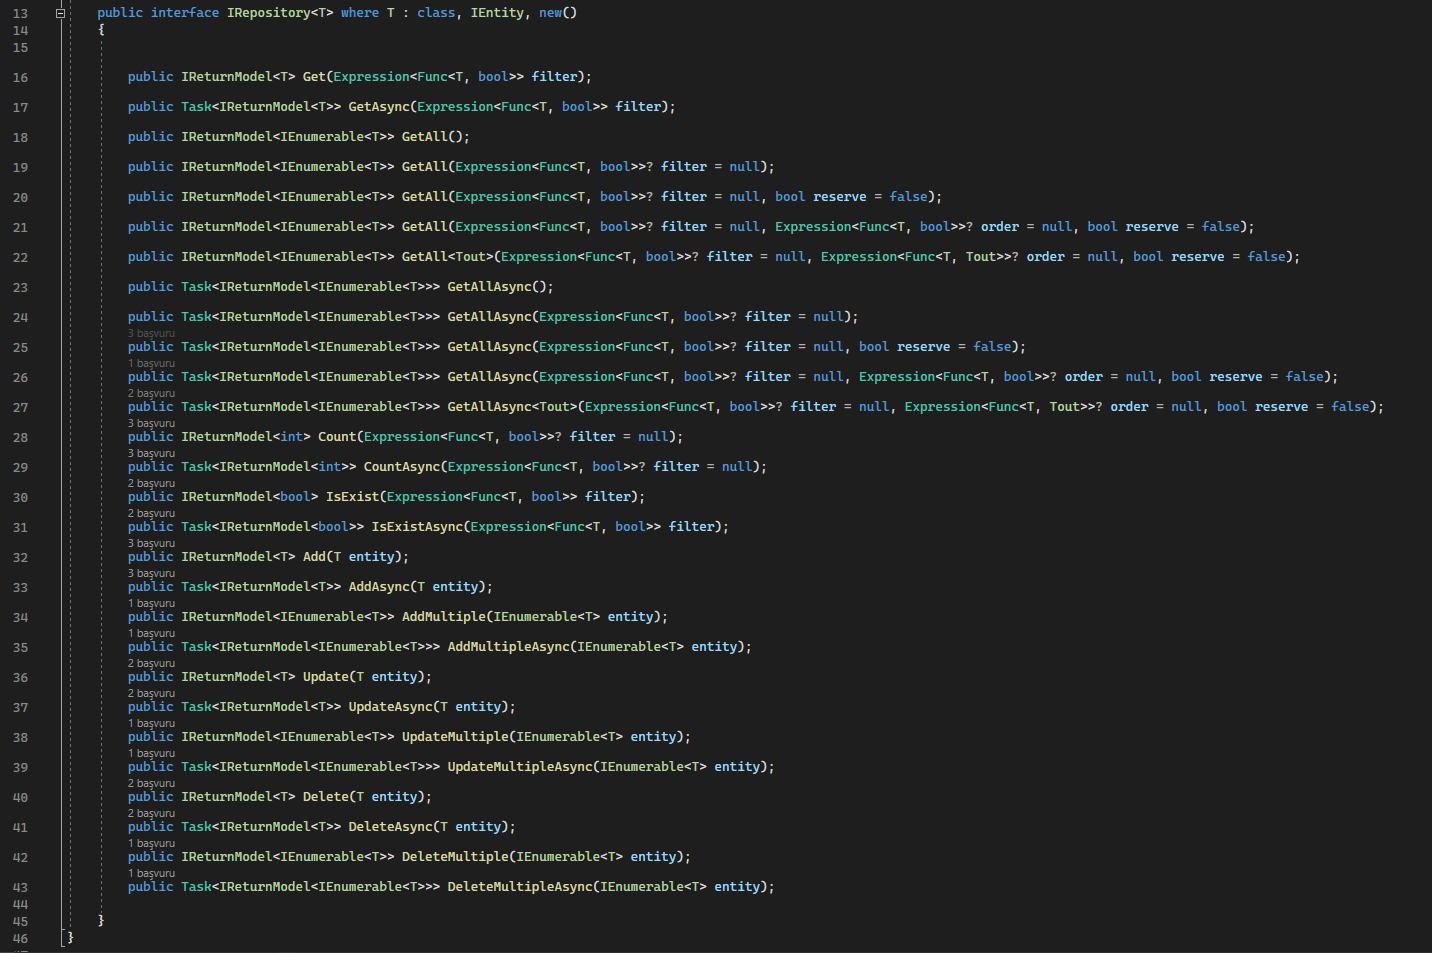 13 public interface IRepository<T> where T : class, IEntity, new()
14 {
15
16 public IReturnModel<T> Get(Expression<Func<T, bool>> filter);
17 public Task<IReturnModel<T>> GetAsync(Expression<Func<T, bool>> filter);
18 public IReturnModel<IEnumerable<T>> GetAll();
19 public IReturnModel<IEnumerable<T>> GetAll(Expression<Func<T, bool>>? filter = null);
20 public IReturnModel<IEnumerable<T>> GetAll(Expression<Func<T, bool>>? filter = null, bool reserve = false);
21 public IReturnModel<IEnumerable<T>> GetAll(Expression<Func<T, bool>>? filter = null, Expression<Func<T, bool>>? order = null, bool reserve = false);
22 public IReturnModel<IEnumerable<T>> GetAll<Tout>(Expression<Func<T, bool>>? filter = null, Expression<Func<T, Tout>>? order = null, bool reserve = false);
23 public Task<IReturnModel<IEnumerable<T>>> GetAllAsync();
24 public Task<IReturnModel<IEnumerable<T>>> GetAllAsync(Expression<Func<T, bool>>? filter = null);
3 başvuru
25 public Task<IReturnModel<IEnumerable<T>>> GetAllAsync(Expression<Func<T, bool>>? filter = null, bool reserve = false);
1 başvuru
26 public Task<IReturnModel<IEnumerable<T>>> GetAllAsync(Expression<Func<T, bool>>? filter = null, Expression<Func<T, bool>>? order = null, bool reserve = false);
2 başvuru
27 public Task<IReturnModel<IEnumerable<T>>> GetAllAsync<Tout>(Expression<Func<T, bool>>? filter = null, Expression<Func<T, Tout>>? order = null, bool reserve = false);
3 başvuru
28 public IReturnModel<int> Count(Expression<Func<T, bool>>? filter = null);
3 başvuru
29 public Task<IReturnModel<int>> CountAsync(Expression<Func<T, bool>>? filter = null);
2 başvuru
30 public IReturnModel<bool> IsExist(Expression<Func<T, bool>> filter);
2 başvuru
31 public Task<IReturnModel<bool>> IsExistAsync(Expression<Func<T, bool>> filter);
3 başvuru
32 public IReturnModel<T> Add(T entity);
3 başvuru
33 public Task<IReturnModel<T>> AddAsync(T entity);
1 başvuru
34 public IReturnModel<IEnumerable<T>> AddMultiple(IEnumerable<T> entity);
1 başvuru
35 public Task<IReturnModel<IEnumerable<T>>> AddMultipleAsync(IEnumerable<T> entity);
2 başvuru
36 public IReturnModel<T> Update(T entity);
2 başvuru
37 public Task<IReturnModel<T>> UpdateAsync(T entity);
1 başvuru
38 public IReturnModel<IEnumerable<T>> UpdateMultiple(IEnumerable<T> entity);
1 başvuru
39 public Task<IReturnModel<IEnumerable<T>>> UpdateMultipleAsync(IEnumerable<T> entity);
2 başvuru
40 public IReturnModel<T> Delete(T entity);
2 başvuru
41 public Task<IReturnModel<T>> DeleteAsync(T entity);
1 başvuru
42 public IReturnModel<IEnumerable<T>> DeleteMultiple(IEnumerable<T> entity);
1 başvuru
43 public Task<IReturnModel<IEnumerable<T>>> DeleteMultipleAsync(IEnumerable<T> entity);
44
45 }
46 }